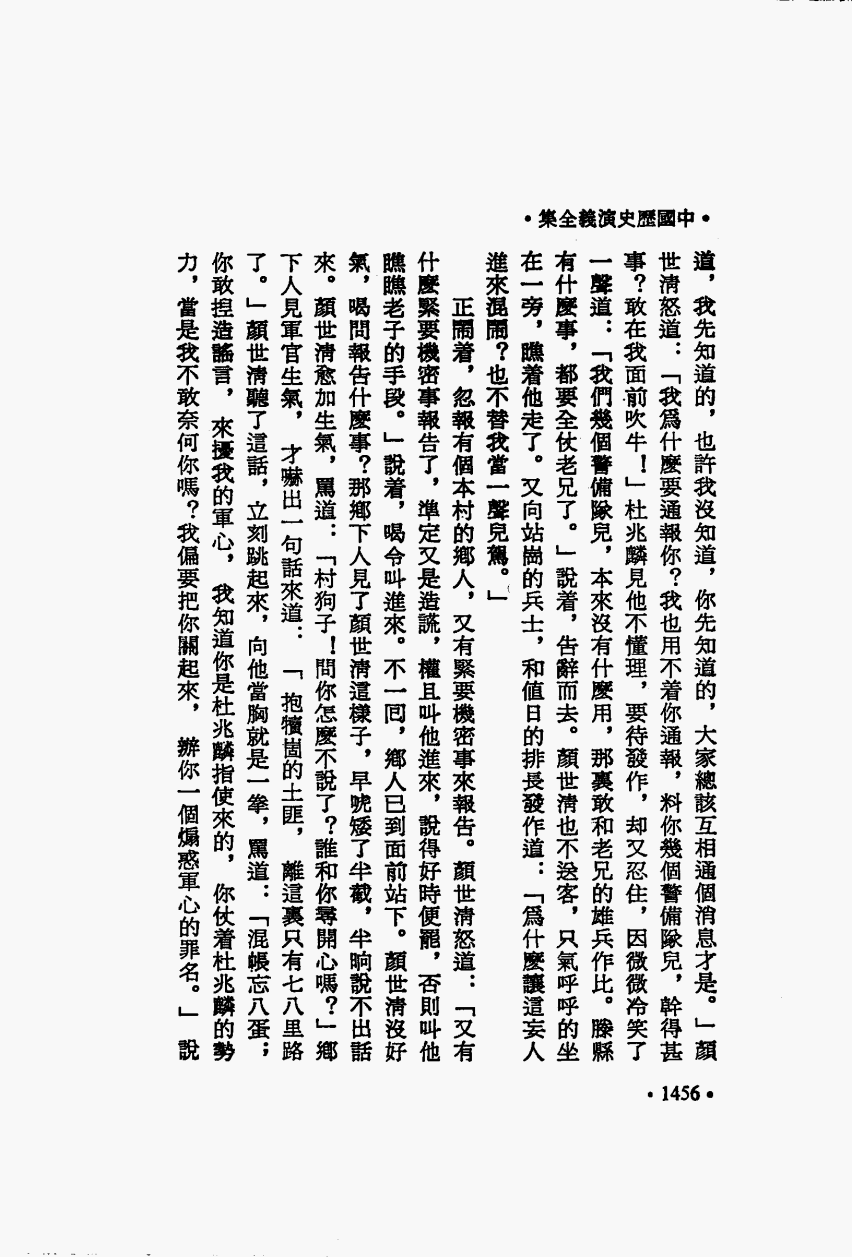 •中國歷史演義全集•
道，我先知道的，也許我沒知道，你先知道的，大家總該互相通個消息才是。」顏
世清怒道：「我爲什麼要通報你？我也用不着你通報，料你幾個警備隊兒，幹得甚
事？敢在我面前吹牛！」杜兆麟見他不懂理，要待發作，却又忍住，因微微冷笑了
一聲道：「我們幾個警備隊兒，本來沒有什麼用，那裏敢和老兄的雄兵作比。滕縣
有什麼事，都要全仗老兄了。」說着，告辭而去。顏世清也不送客，只氣呼呼的坐
在一旁，瞧着他走了。又向站崗的兵士，和值日的排長發作道：「爲什麼讓這妄人
進來混鬧？也不替我當一聲兒駕。」
正鬧着，忽報有個本村的鄉人，又有緊要機密事來報告。顏世清怒道：「又有
什麼緊要機密事報告了，準定又是造謊，權且叫他進來，說得好時便罷，否則叫他
瞧瞧老子的手段。」說着，喝令叫進來。不一囘，鄉人已到面前站下。顏世清沒好
氣，喝問報告什麼事？那鄉下人見了顏世清這樣子，早唬矮了半截，半晌說不出話
來。顏世清愈加生氣，罵道：「村狗子！問你怎麼不說了？誰和你尋開心嗎？」鄉
下人見軍官生氣，才嚇出一句話來道：「抱犢崮的土匪，離這裏只有七八里路
了。」顏世清聽了這話，立刻跳起來，向他當胸就是一拳，罵道：「混帳忘八蛋；
你敢揑造謠言，來擾我的軍心，我知道你是杜兆麟指使來的，你仗着杜兆麟的勢
力，當是我不敢奈何你嗎？我偏要把你關起來，辦你一個煽惑軍心的罪名。」說
•1456•